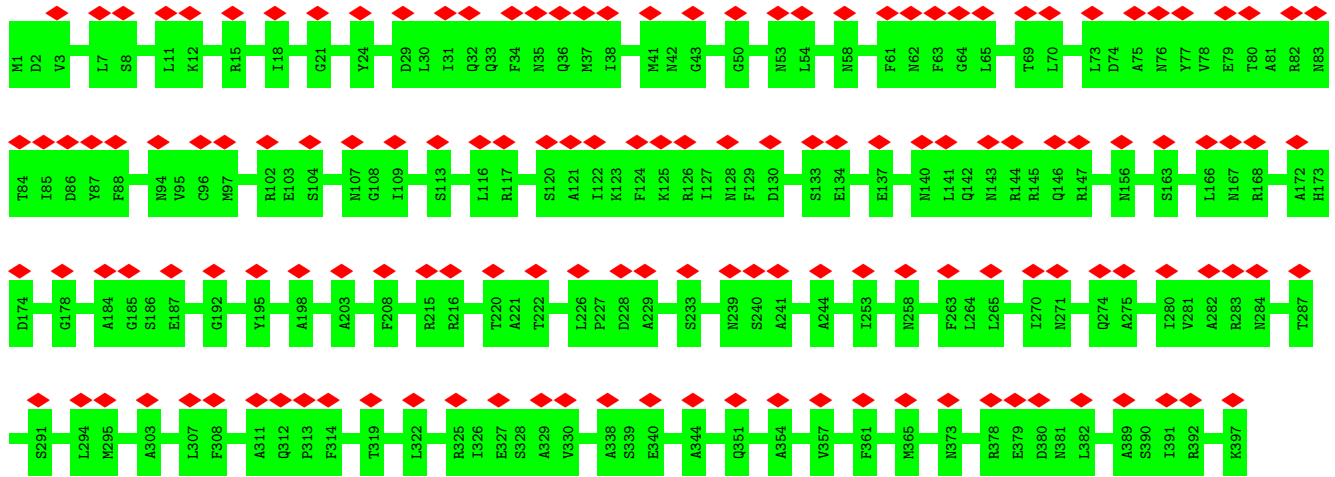 M1 D2 V3 L7 S8 L11 K12 R15 I18 G21 Y24 D29 L30 I31 Q32 Q33 F34 N35 Q36 M37 I38 M41 N42 G43 G50 N53 L54 N58 F61 N62 F63 G64 L65 T69 L70 L73 D74 A75 N76 Y77 V78 E79 T80 A81 R82 N83
T84 I85 D86 Y87 F88 N94 V95 C96 M97 R102 E103 S104 N107 G108 I109 S113 L116 R117 S120 A121 I122 K123 F124 K125 R126 I127 N128 F129 D130 S133 E134 E137 N140 L141 Q142 N143 R144 R145 Q146 R147 N156 S163 L166 N167 R168 A172 H173
D174 G178 A184 G185 S186 E187 G192 Y195 A198 A203 F208 R215 R216 T220 A221 T222 L226 P227 D228 A229 S233 N239 S240 A241 A244 I253 N258 F263 L264 L265 I270 N271 Q274 A275 I280 V281 A282 R283 N284 T287
S291 L294 M295 A303 L307 F308 A311 Q312 P313 F314 T319 L322 R325 I326 E327 S328 A329 V330 A338 S339 E340 A344 Q351 A354 V357 F361 M365 N373 R378 E379 D380 N381 L382 A389 S390 I391 R392 K397